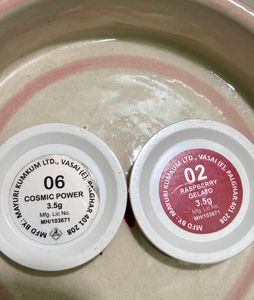 MFD BY: MAYURI KUMKUM LTD., VASAI (E), PALGHAR 401 208
06
COSMIC POWER
3.5g
Mfg. Lic No.
MH/103671
MFD BY: MAYURI KUMKUM LTD., VASAI (E), PALGHAR 401 208
02
RASPBERRY
GELATO
3.5g
Mfg. Lic No.
MH/103671